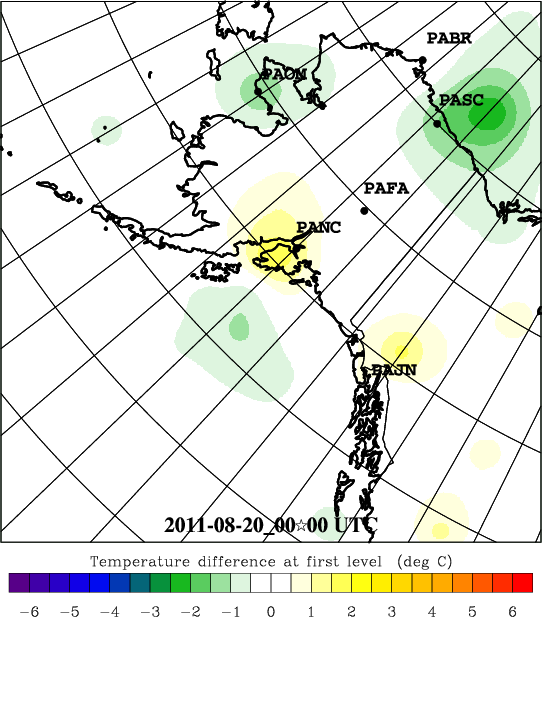 PABR
PAOM
PASC
PAFA
PANC
PAJN
2011-08-20_00☆00 UTC
Temperature difference at first level (deg C)
−6 −5 −4 −3 −2 −1 0 1 2 3 4 5 6